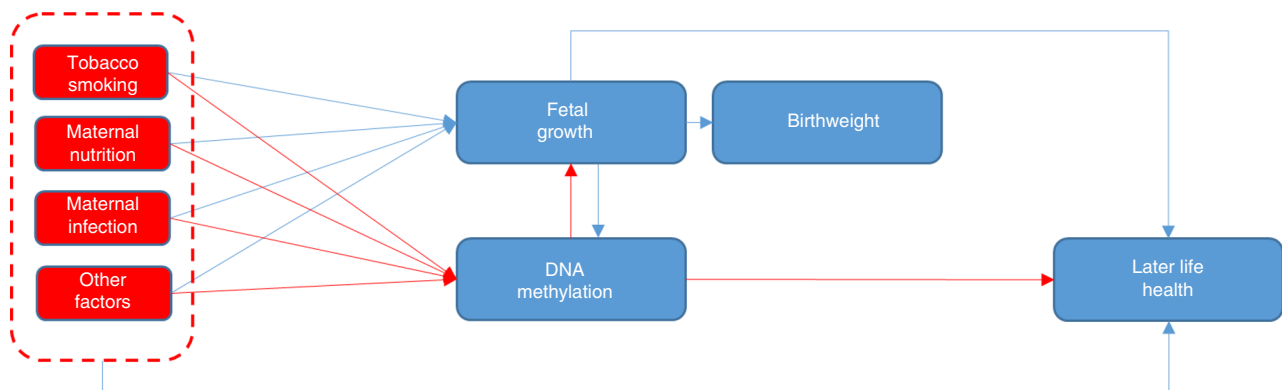 Tobacco
smoking
Maternal
nutrition
Maternal
infection
Other
factors
Fetal
growth
Birthweight
DNA
methylation
Later life
health